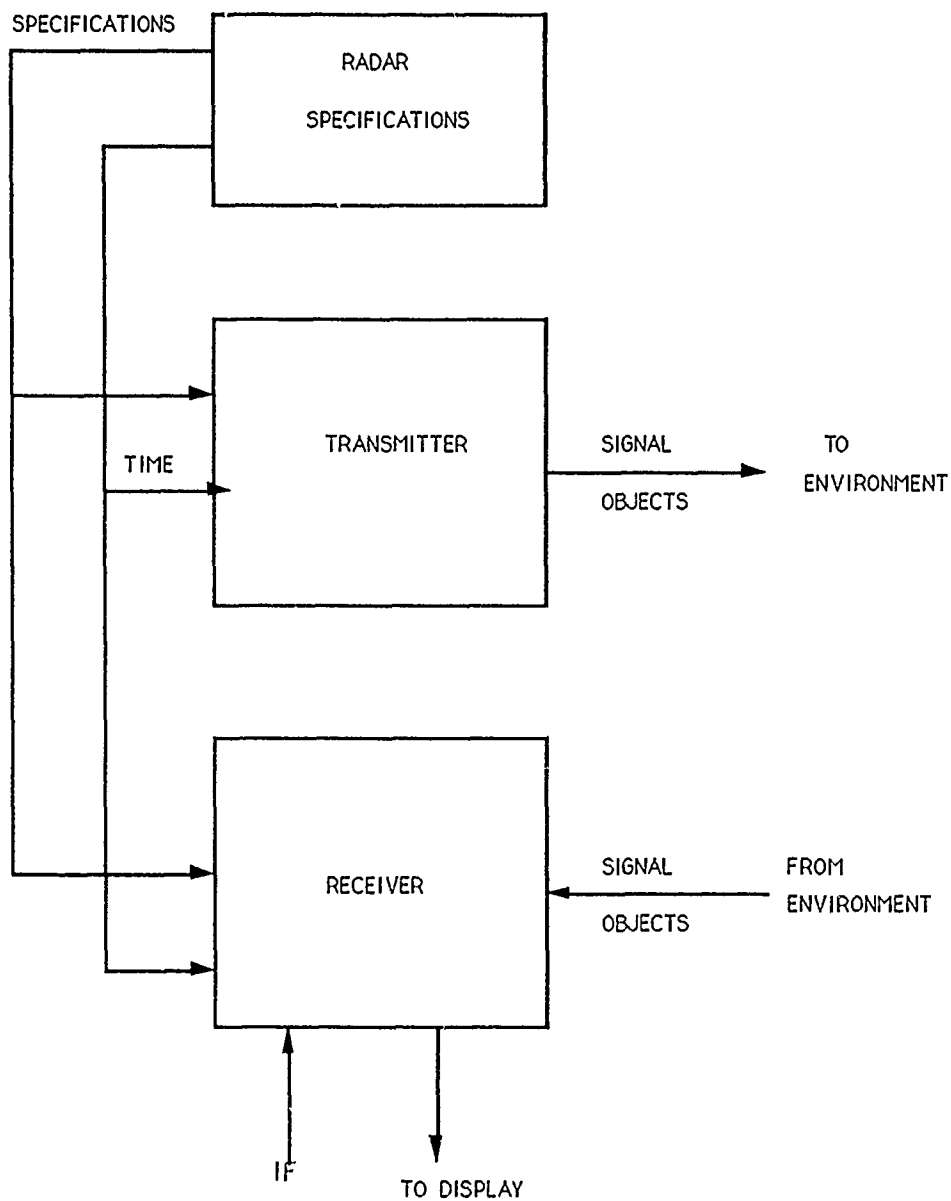 SPECIFICATIONS
RADAR
SPECIFICATIONS
TRANSMITTER
TIME
SIGNAL
OBJECTS
TO
ENVIRONMENT
RECEIVER
SIGNAL
OBJECTS
FROM
ENVIRONMENT
IF
TO DISPLAY